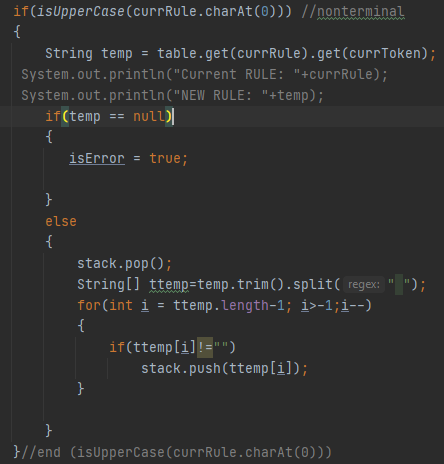 if(isUpperCase(currRule.charAt(0))) //nonterminal
{
    String temp = table.get(currRule).get(currToken);
 System.out.println("Current RULE: "+currRule);
 System.out.println("NEW RULE: "+temp);
    if(temp == null)
    {
       isError = true;
    }
    else
    {
        stack.pop();
        String[] ttemp=temp.trim().split( regex: " ");
        for(int i = ttemp.length-1; i>-1;i--)
        {
            if(ttemp[i]!="")
                stack.push(ttemp[i]);
        }
    }
}//end (isUpperCase(currRule.charAt(0)))